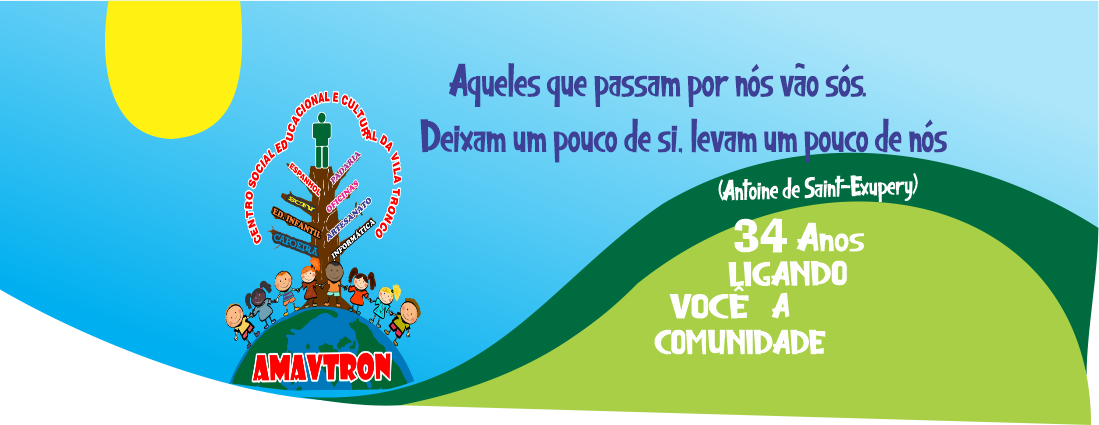 Aqueles que passam por nós vão sós.
Deixam um pouco de si, levam um pouco de nós
(Antoine de Saint-Exupery)
34 Anos
LIGANDO
VOCÊ A
COMUNIDADE
CENTRO SOCIAL EDUCACIONAL E CULTURAL DA VILA TRONCO
ESPANHOL
PADARIA
OFICINAS
ED. INFANTIL
ARTESANATO
CAPOEIRA
INFORMÁTICA
AMAVTRON